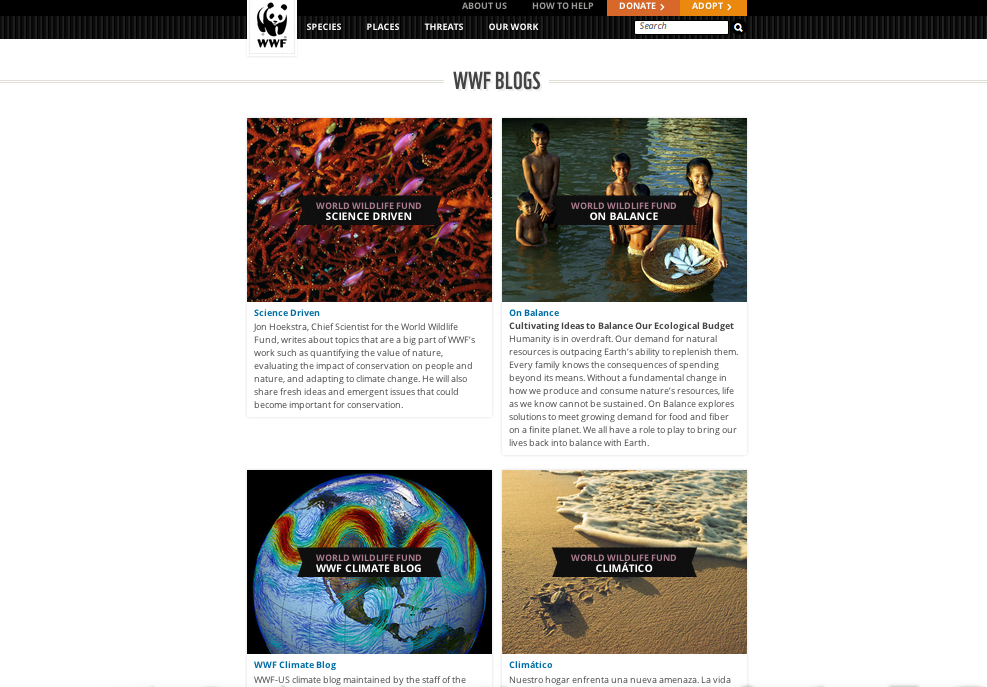 ABOUT US HOW TO HELP DONATE ADOPT
WWF SPECIES PLACES THREATS OUR WORK Search
WWF BLOGS
WORLD WILDLIFE FUND
SCIENCE DRIVEN
WORLD WILDLIFE FUND
ON BALANCE
Science Driven
Jon Hoekstra, Chief Scientist for the World Wildlife
Fund, writes about topics that are a big part of WWF's
work such as quantifying the value of nature,
evaluating the impact of conservation on people and
nature, and adapting to climate change. He will also
share fresh ideas and emergent issues that could
become important for conservation.
On Balance
Cultivating Ideas to Balance Our Ecological Budget
Humanity is in overdraft. Our demand for natural
resources is outpacing Earth's ability to replenish them.
Every family knows the consequences of spending
beyond its means. Without a fundamental change in
how we produce and consume nature's resources, life
as we know cannot be sustained. On Balance explores
solutions to meet growing demand for food and fiber
on a finite planet. We all have a role to play to bring our
lives back into balance with Earth.
WORLD WILDLIFE FUND
WWF CLIMATE BLOG
WORLD WILDLIFE FUND
CLIMÁTICO
WWF Climate Blog
WWF-US climate blog maintained by the staff of the
Climático
Nuestro hogar enfrenta una nueva amenaza. La vida